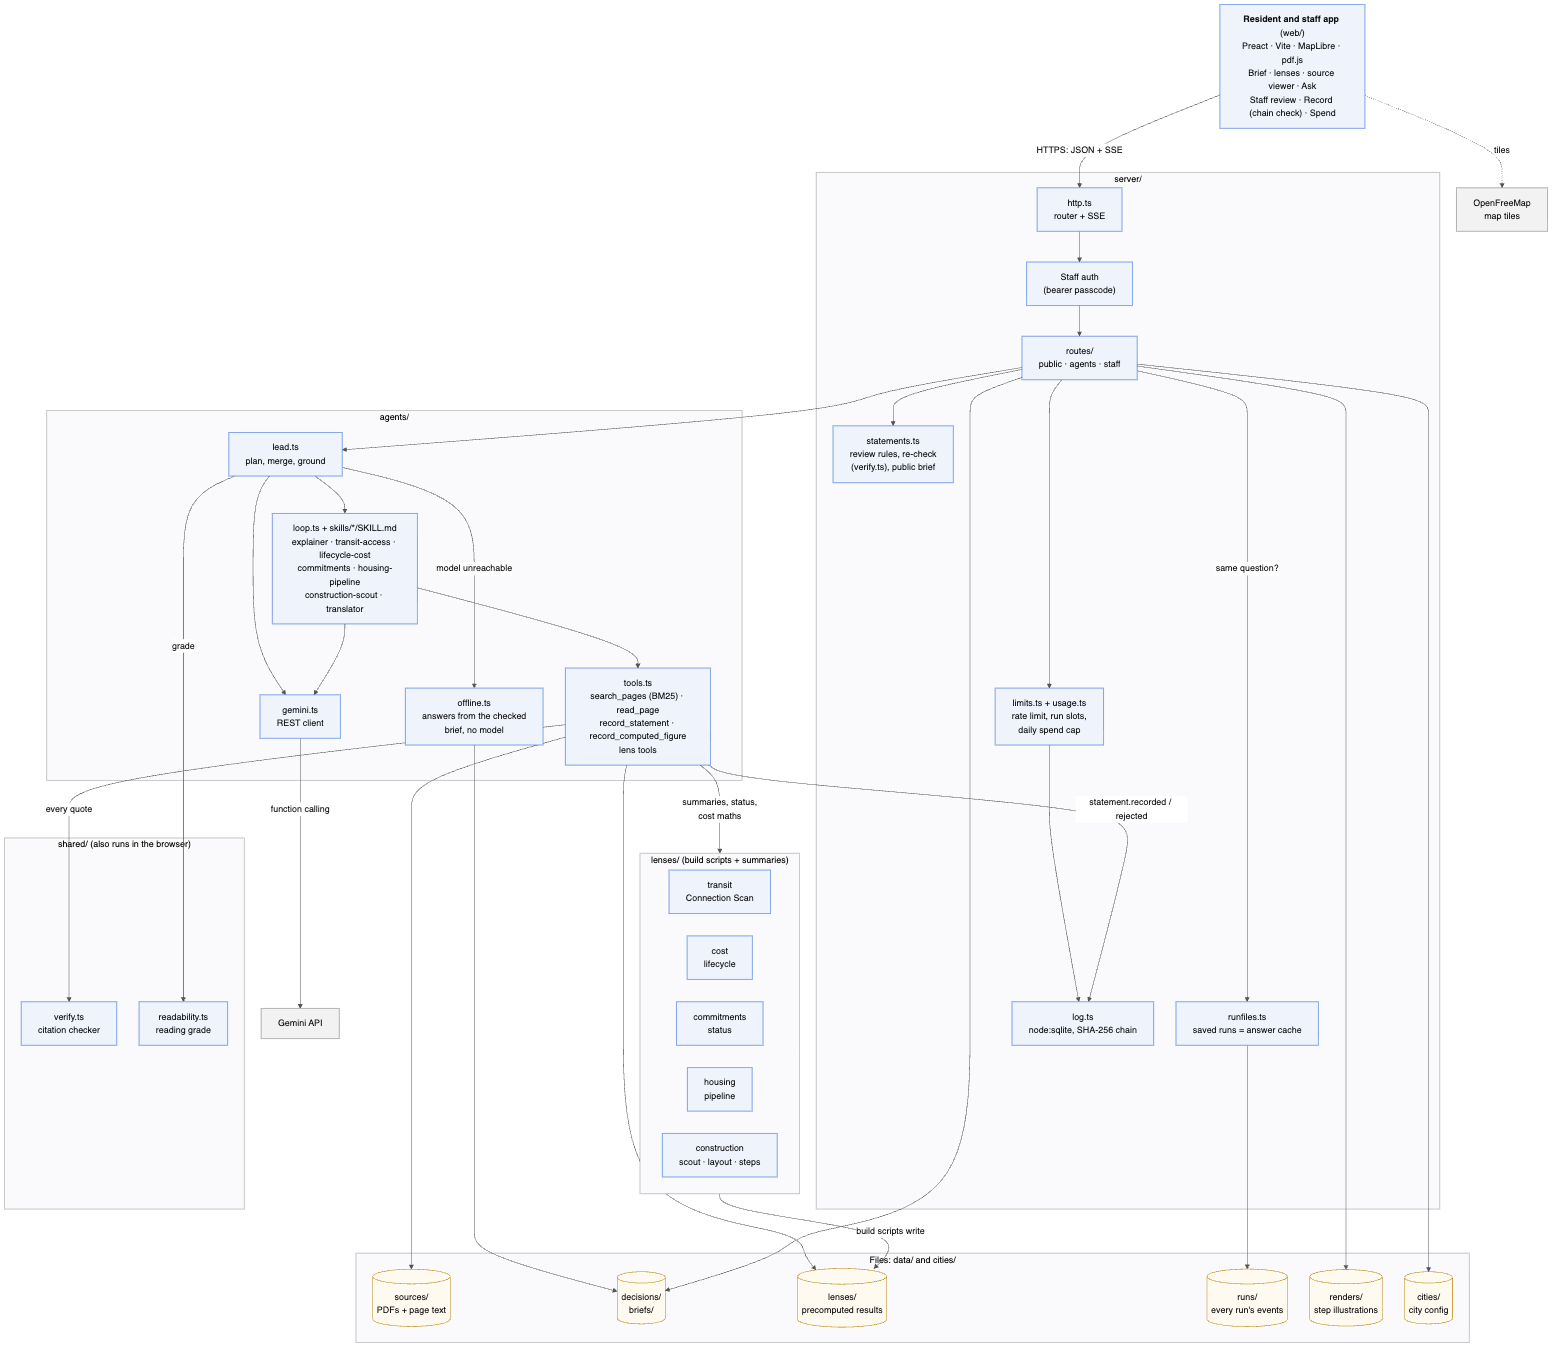 Resident and staff app
(web/)
Preact · Vite · MapLibre ·
pdf.js
Brief · lenses · source
viewer · Ask
Staff review · Record
(chain check) · Spend
HTTPS: JSON + SSE
tiles
server/
http.ts
router + SSE
OpenFreeMap
map tiles
Staff auth
(bearer passcode)
routes/
public · agents · staff
agents/
lead.ts
plan, merge, ground
statements.ts
review rules, re-check
(verify.ts), public brief
loop.ts + skills/*/SKILL.md
explainer · transit-access ·
lifecycle-cost
commitments · housing-
pipeline
construction-scout ·
translator
model unreachable
same question?
grade
gemini.ts
REST client
offline.ts
answers from the checked
brief, no model
tools.ts
search_pages (BM25) ·
read_page
record_statement ·
record_computed_figure
lens tools
limits.ts + usage.ts
rate limit, run slots,
daily spend cap
every quote
function calling
summaries, status,
cost maths
statement.recorded /
rejected
shared/ (also runs in the browser)
lenses/ (build scripts + summaries)
transit
Connection Scan
cost
lifecycle
commitments
status
housing
pipeline
construction
scout · layout · steps
verify.ts
citation checker
readability.ts
reading grade
Gemini API
log.ts
node:sqlite, SHA-256 chain
runfiles.ts
saved runs = answer cache
build scripts write
Files: data/ and cities/
sources/
PDFs + page text
decisions/
briefs/
lenses/
precomputed results
runs/
every run's events
renders/
step illustrations
cities/
city config